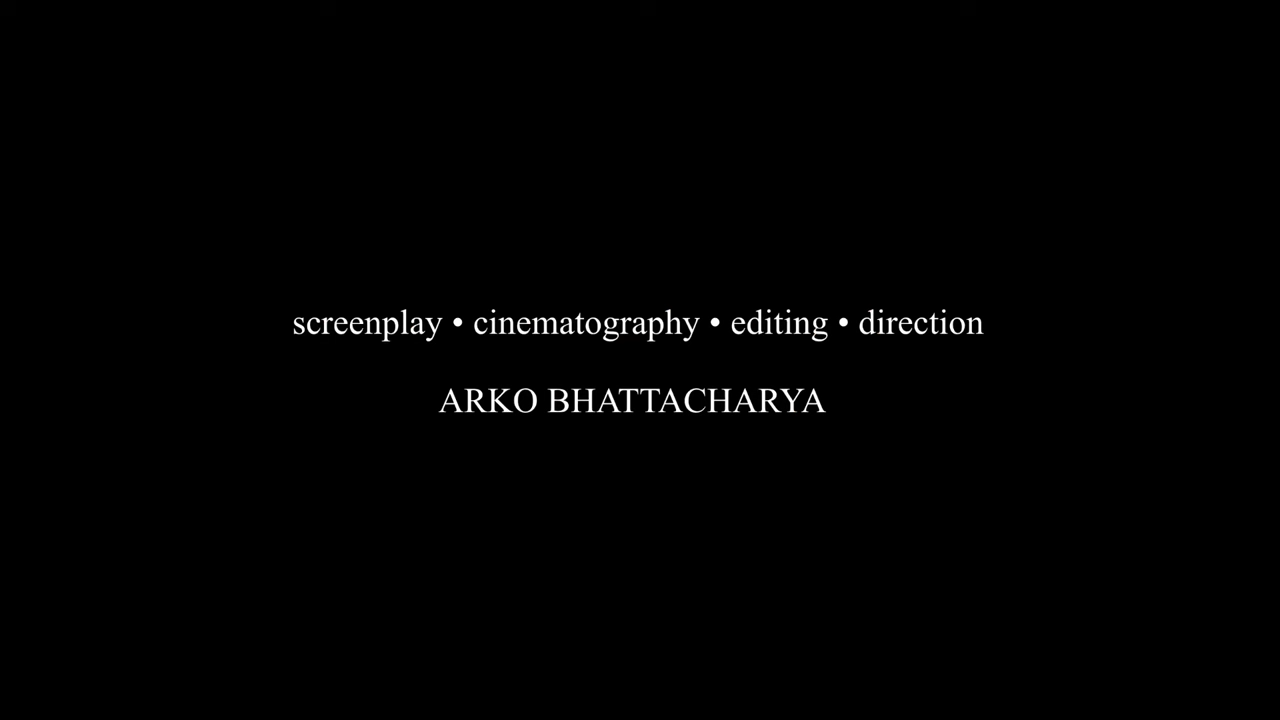 screenplay • cinematography • editing • direction
ARKO BHATTACHARYA